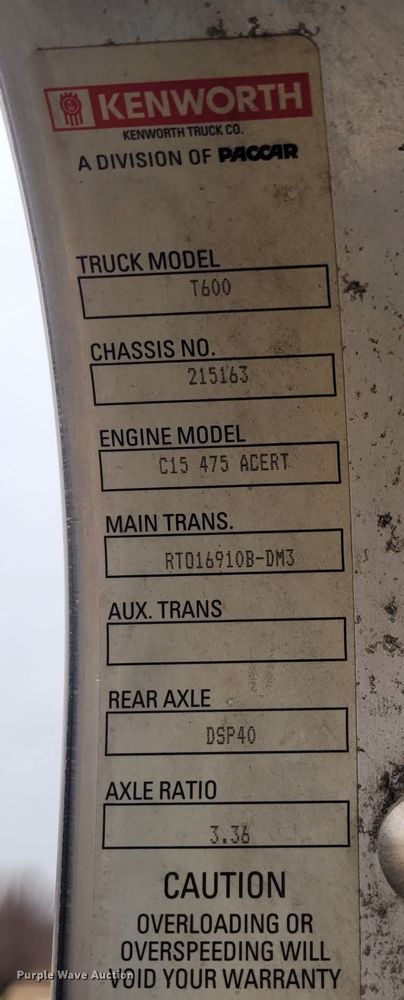 KENWORTH
KENWORTH TRUCK CO.
A DIVISION OF PACCAR
TRUCK MODEL
T600
CHASSIS NO.
215163
ENGINE MODEL
C15 475 ACERT
MAIN TRANS.
RTO16910B-DM3
AUX. TRANS
REAR AXLE
DSP40
AXLE RATIO
3.36
CAUTION
OVERLOADING OR
OVERSPEEDING WILL
VOID YOUR WARRANTY
Purple Wave Auction